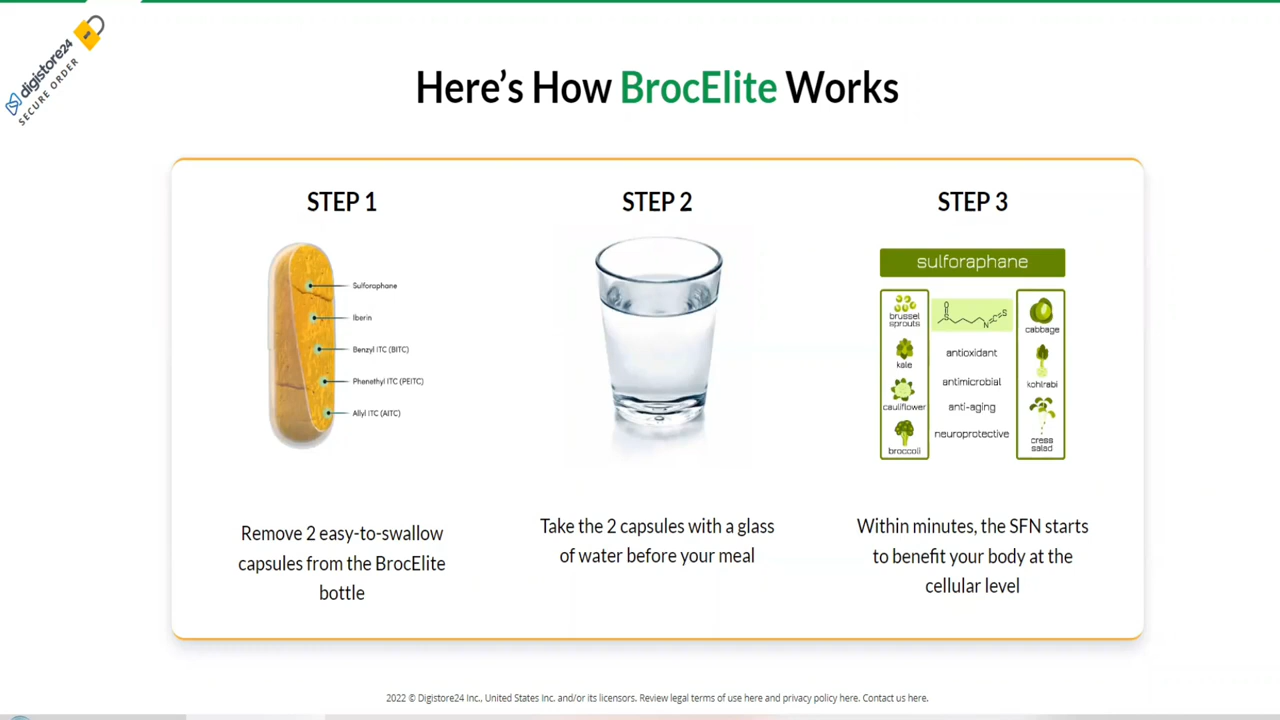 digistore24
SECURE ORDER
Here's How BrocElite Works
STEP 1
Sulforophane
Iberin
Benzyl ITC (BITC)
Phenethyl ITC (PEITC)
Allyl ITC (AITC)
Remove 2 easy-to-swallow
capsules from the BrocElite
bottle
STEP 2
Take the 2 capsules with a glass
of water before your meal
STEP 3
sulforaphane
brussel
sprouts
kale
cauliflower
broccoli
S
O
N
C
S
antioxidant
antimicrobial
anti-aging
neuroprotective
cabbage
kohlrabi
cress
salad
Within minutes, the SFN starts
to benefit your body at the
cellular level
2022 © Digistore24 Inc., United States Inc. and/or its licensors. Review legal terms of use here and privacy policy here. Contact us here.